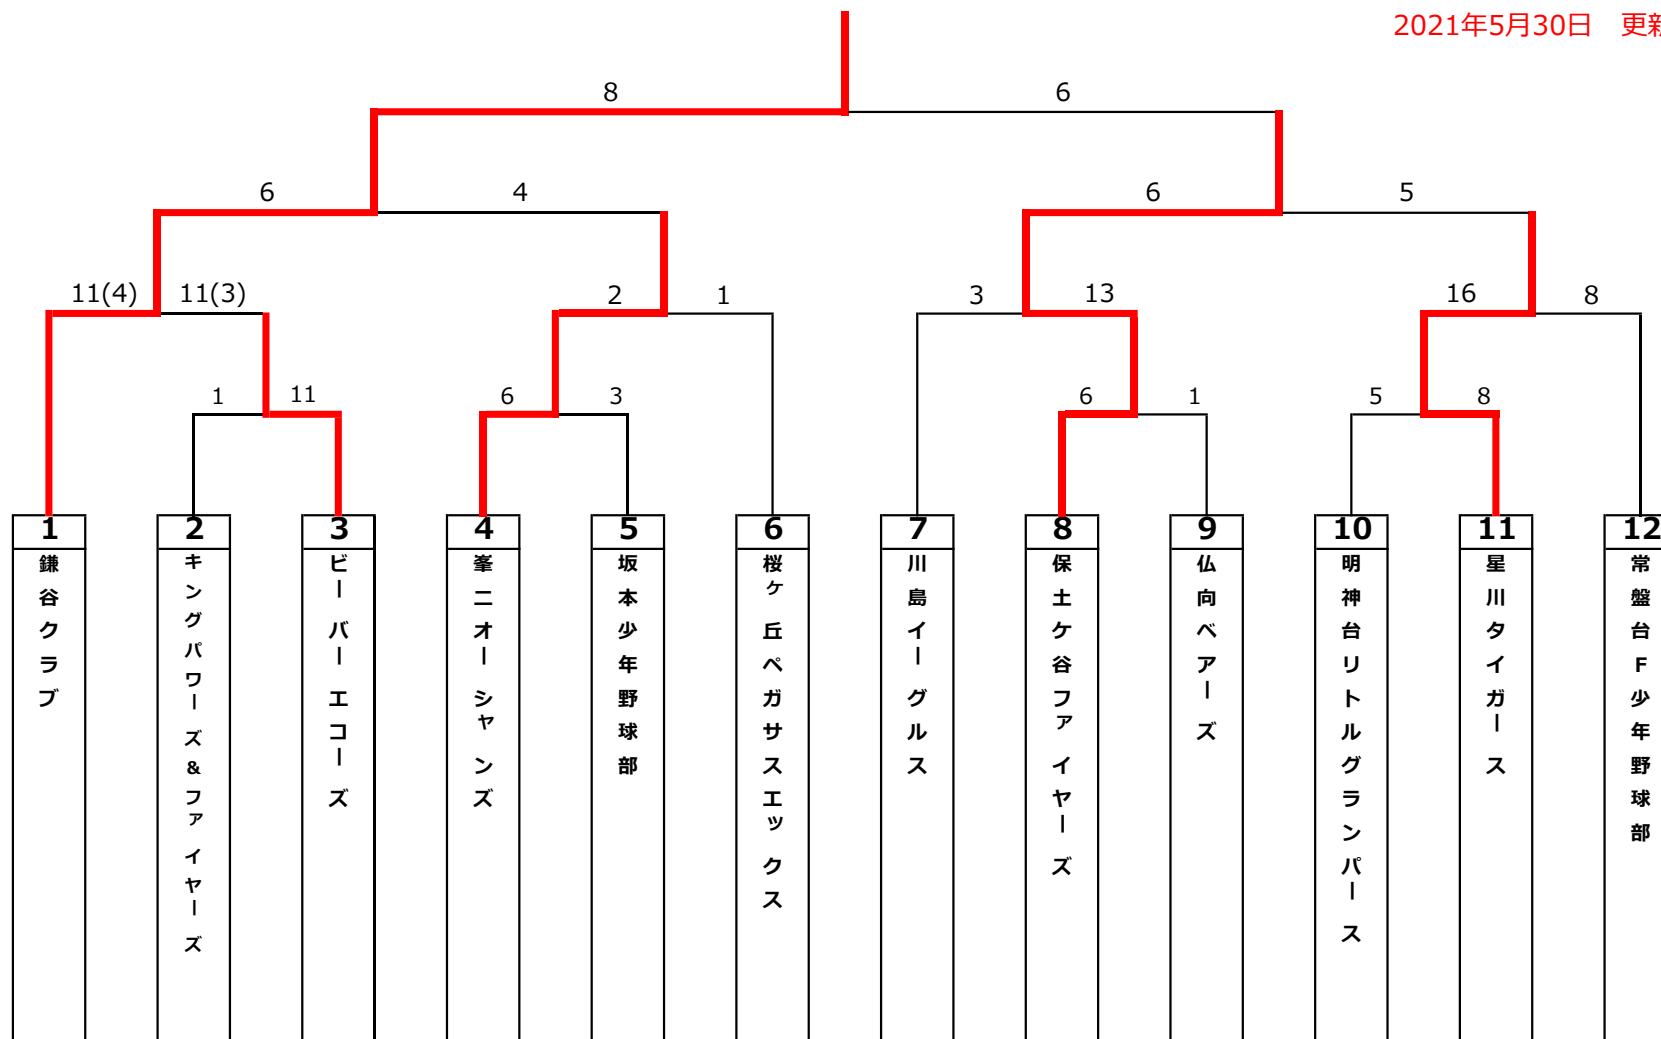 2021年5月30日　更新
8
6
6
4
6
5
11(4)
11(3)
2
1
3
13
16
8
1
11
6
3
6
1
5
8
1
2
3
4
5
6
7
8
9
10
11
12
鎌谷クラブ
キングパワーズ&ファイヤーズ
ビーバーエコーズ
峯二オーシャンズ
坂本少年野球部
桜ヶ丘ペガサスエックス
川島イーグルス
保土ケ谷ファイヤーズ
仏向ベアーズ
明神台リトルグランパース
星川タイガース
常盤台F少年野球部